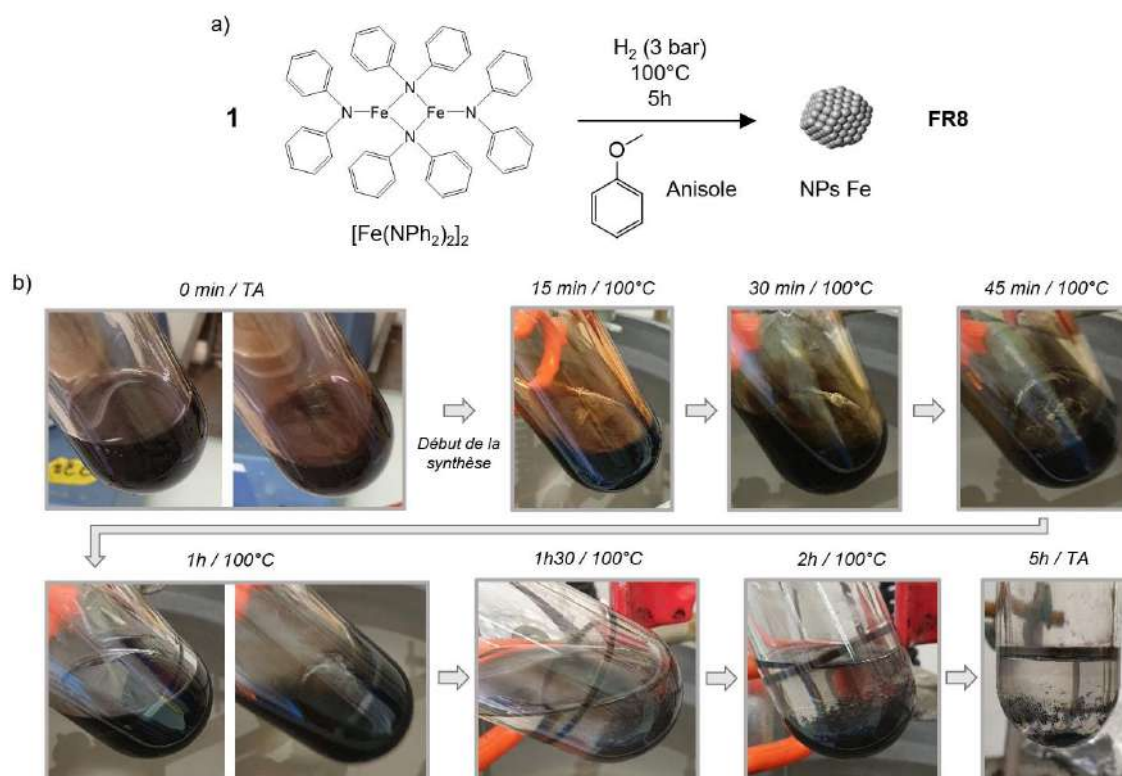 a)
1
N
Fe
N
N
Fe
N
[Fe(NPh₂)₂]₂
H₂ (3 bar)
100°C
5h
O
Anisole
NPs Fe
FR8
b)
0 min / TA
Début de la
synthèse
15 min / 100°C
30 min / 100°C
45 min / 100°C
1h / 100°C
1h30 / 100°C
2h / 100°C
5h / TA